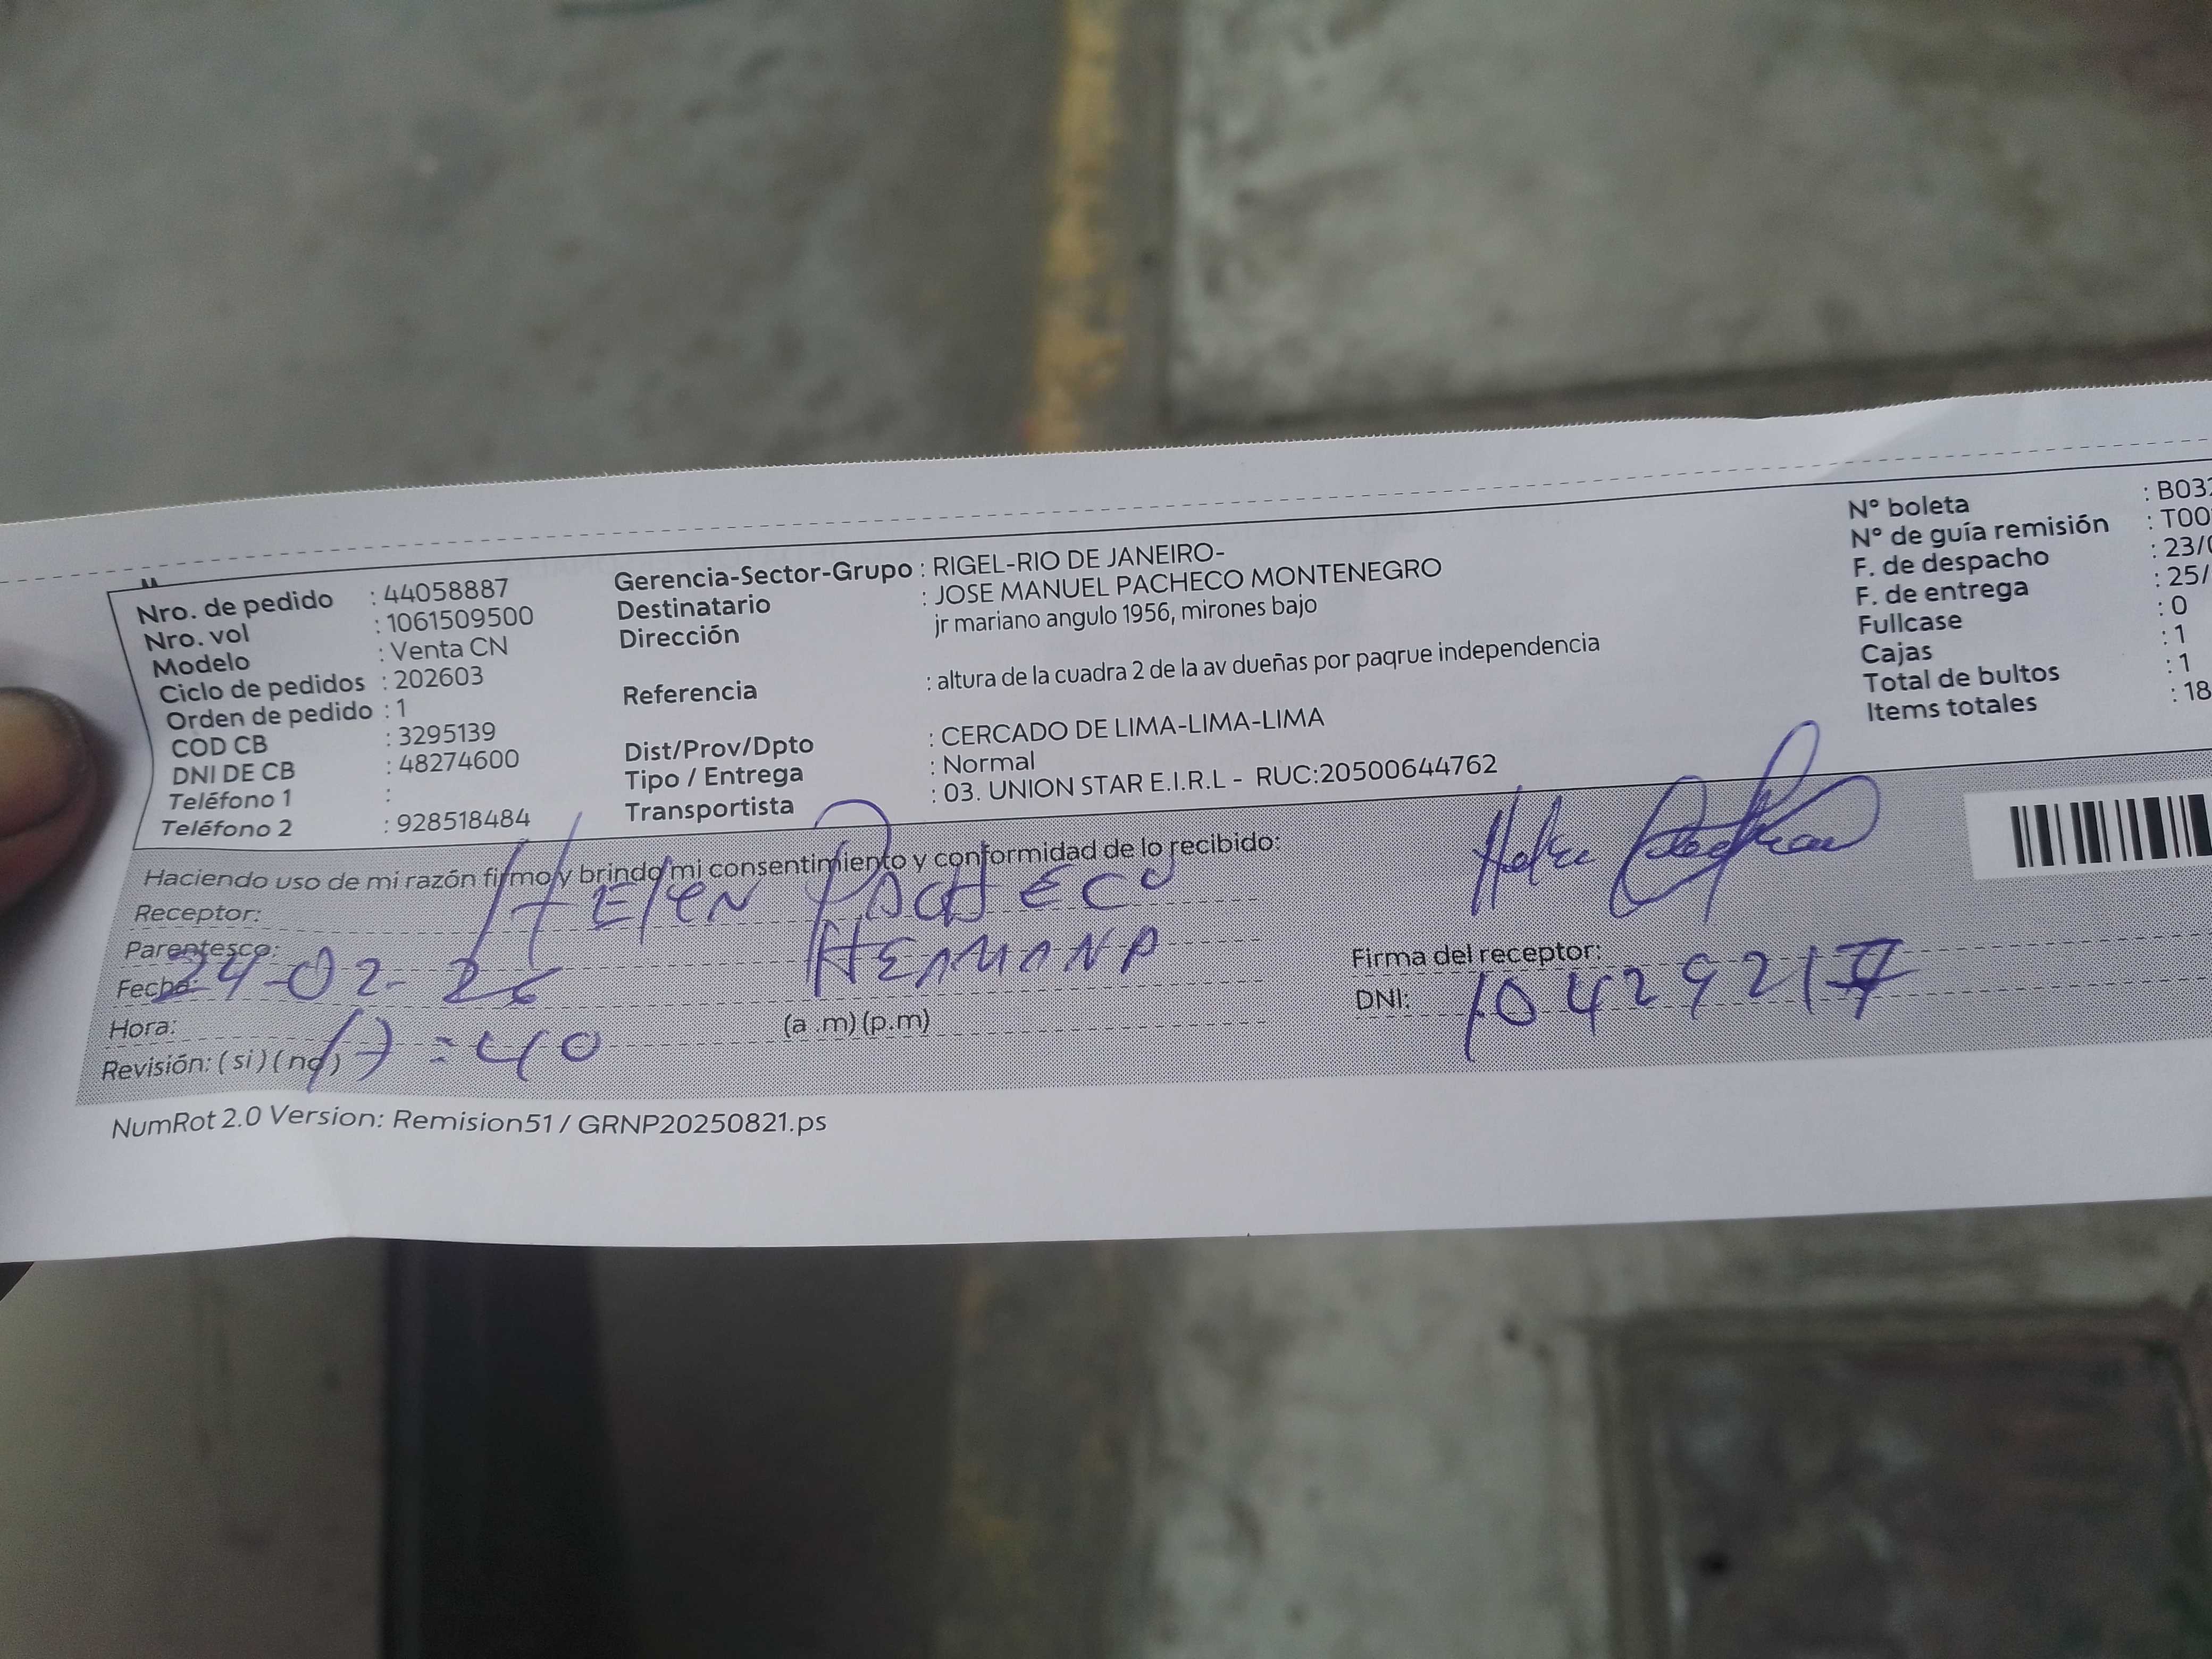 Nro. de pedido : 44058887
Nro. vol : 1061509500
Modelo : Venta CN
Ciclo de pedidos : 202603
Orden de pedido : 1
COD CB : 3295139
DNI DE CB : 48274600
Teléfono 1 :
Teléfono 2 : 928518484
Gerencia-Sector-Grupo : RIGEL-RIO DE JANEIRO-
Destinatario : JOSE MANUEL PACHECO MONTENEGRO
Dirección jr mariano angulo 1956, mirones bajo
Referencia : altura de la cuadra 2 de la av dueñas por paqrue independencia
Dist/Prov/Dpto : CERCADO DE LIMA-LIMA-LIMA
Tipo / Entrega : Normal
Transportista : 03. UNION STAR E.I.R.L - RUC:20500644762
N° boleta : B03
N° de guía remisión : T00
F. de despacho : 23/
F. de entrega : 25/
Fullcase : 0
Cajas : 1
Total de bultos : 1
Items totales : 18
Haciendo uso de mi razón firmo y brindo mi consentimiento y conformidad de lo recibido:
Receptor: HElEN PACHECO
Parentesco: HERMANA
Fecha: 24-02-26
Hora: 17:40 (a .m) (p.m)
Revisión: ( si ) ( no )
Firma del receptor:
DNI: 10429217
NumRot 2.0 Version: Remision51 / GRNP20250821.ps